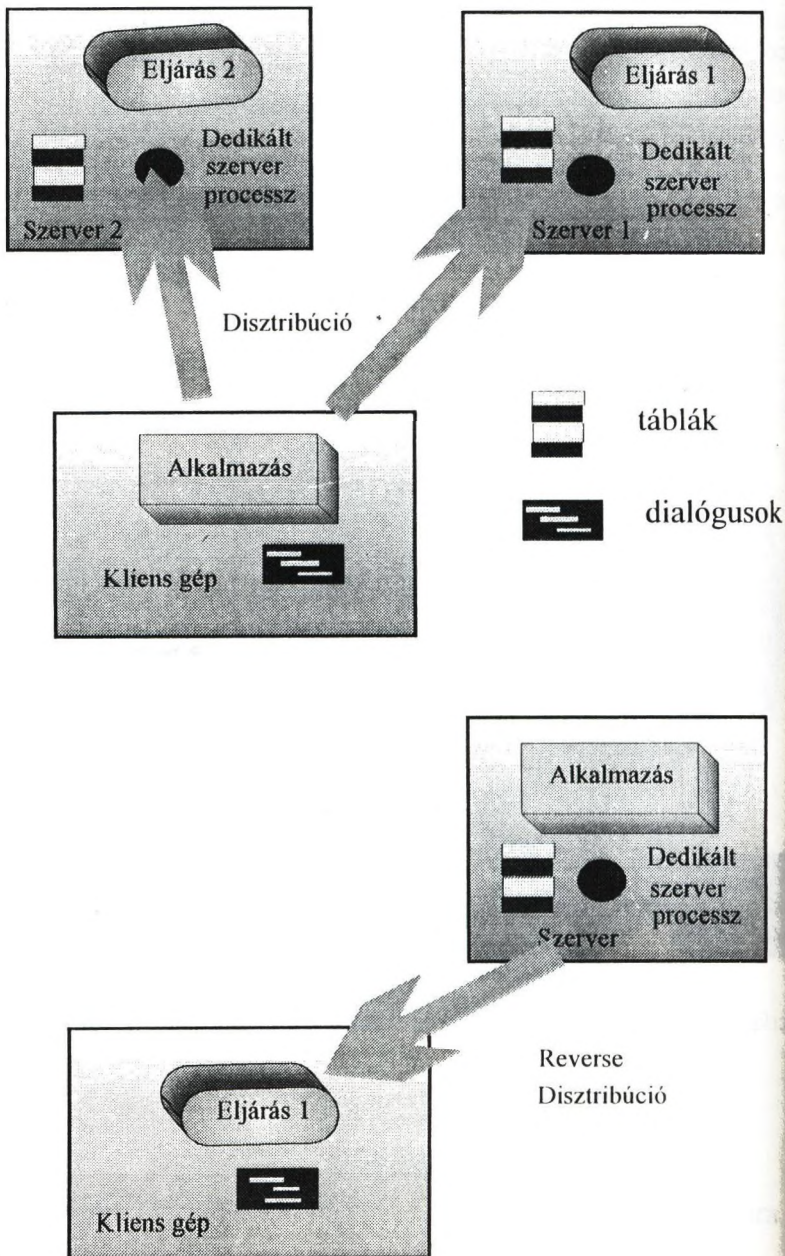 Eljárás 2
Dedikált
szerver
processz
Szerver 2
Eljárás 1
Dedikált
szerver
processz
Szerver 1
Disztribúció
Alkalmazás
Kliens gép
táblák
dialógusok
Alkalmazás
Dedikált
szerver
processz
Szerver
Reverse
Disztribúció
Eljárás 1
Kliens gép